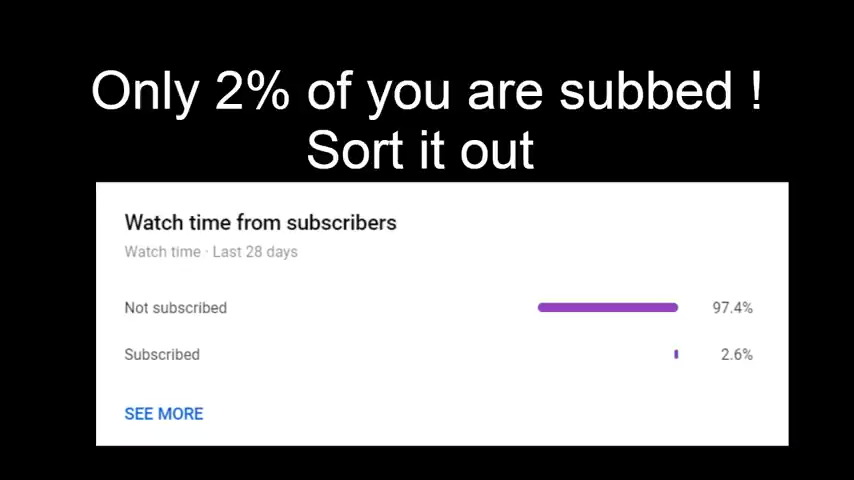 Only 2% of you are subbed !
Sort it out
Watch time from subscribers
Watch time · Last 28 days
Not subscribed 97.4%
Subscribed 2.6%
SEE MORE